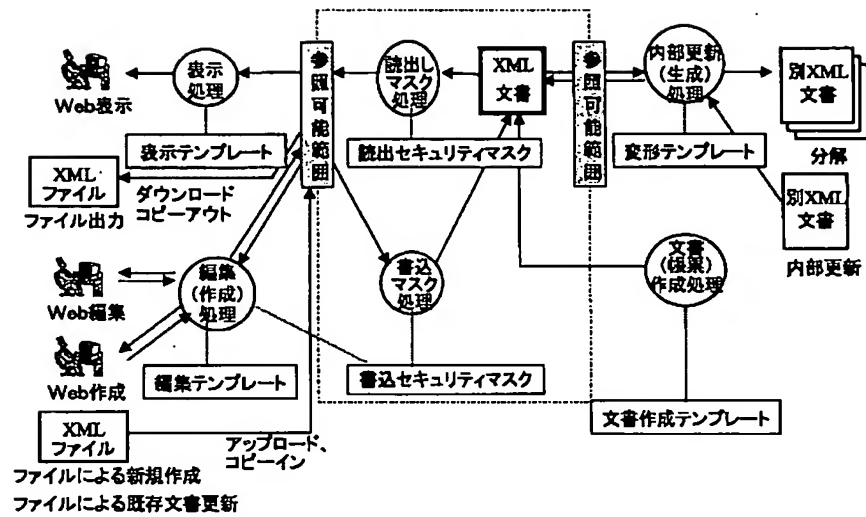 Web表示
表示
処理
表示テンプレート
XML
ファイル
ファイル出力
ダウンロード
コピーアウト
Web編集
Web作成
編集
(作成)
処理
編集テンプレート
XML
ファイル
アップロード、
コピーイン
ファイルによる新規作成
ファイルによる既存文書更新
参照可能範囲
読出し
マスク
処理
読出セキュリティマスク
XML
文書
書込
マスク
処理
書込セキュリティマスク
参照可能範囲
内部更新
(生成)
処理
変形テンプレート
別XML
文書
分解
別XML
文書
内部更新
文書
(帳票)
作成処理
文書作成テンプレート